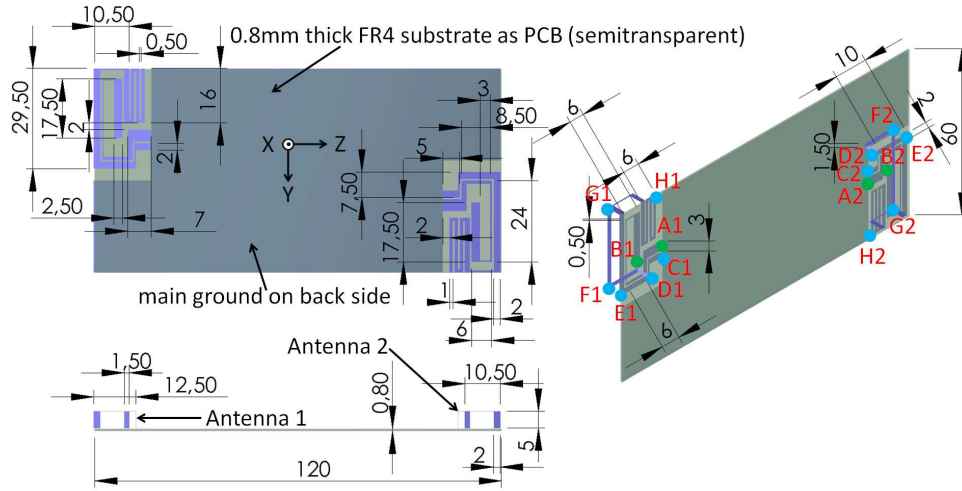 10,50
0.8mm thick FR4 substrate as PCB (semitransparent)
0,50
29,50
17,50
2
16
3
8,50
X
Z
Y
5
2
7,50
2,50
7
17,50
2
24
main ground on back side
1
2
6
1,50
12,50
Antenna 1
Antenna 2
0,80
10,50
5
2
120
10
6
6
2
F2
E2
60
1,50
D2
B2
C2
A2
G1
H1
A1
3
0,50
B1
C1
G2
H2
F1
D1
E1
6